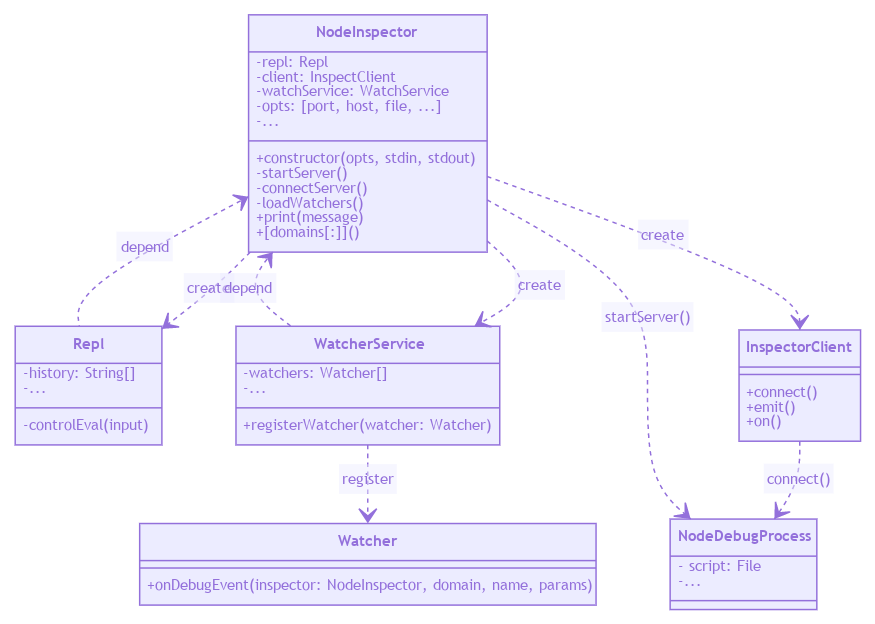 NodeInspector
-repl: Repl
-client: InspectClient
-watchService: WatchService
-opts: [port, host, file, ...]
-...
+constructor(opts, stdin, stdout)
-startServer()
-connectServer()
-loadWatchers()
+print(message)
+[domains[:]]()
depend
create
depend
create
startServer()
create
Repl
-history: String[]
-...
-controlEval(input)
WatcherService
-watchers: Watcher[]
-...
+registerWatcher(watcher: Watcher)
InspectorClient
+connect()
+emit()
+on()
register
connect()
Watcher
+onDebugEvent(inspector: NodeInspector, domain, name, params)
NodeDebugProcess
- script: File
-...